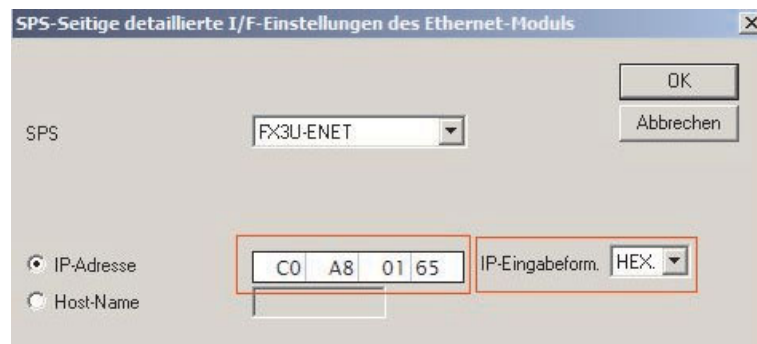 SPS-Seitige detaillierte I/F-Einstellungen des Ethernet-Moduls
OK
SPS FX3U-ENET Abbrechen
IP-Adresse C0 A8 01 65 IP-Eingabeform. HEX.
Host-Name